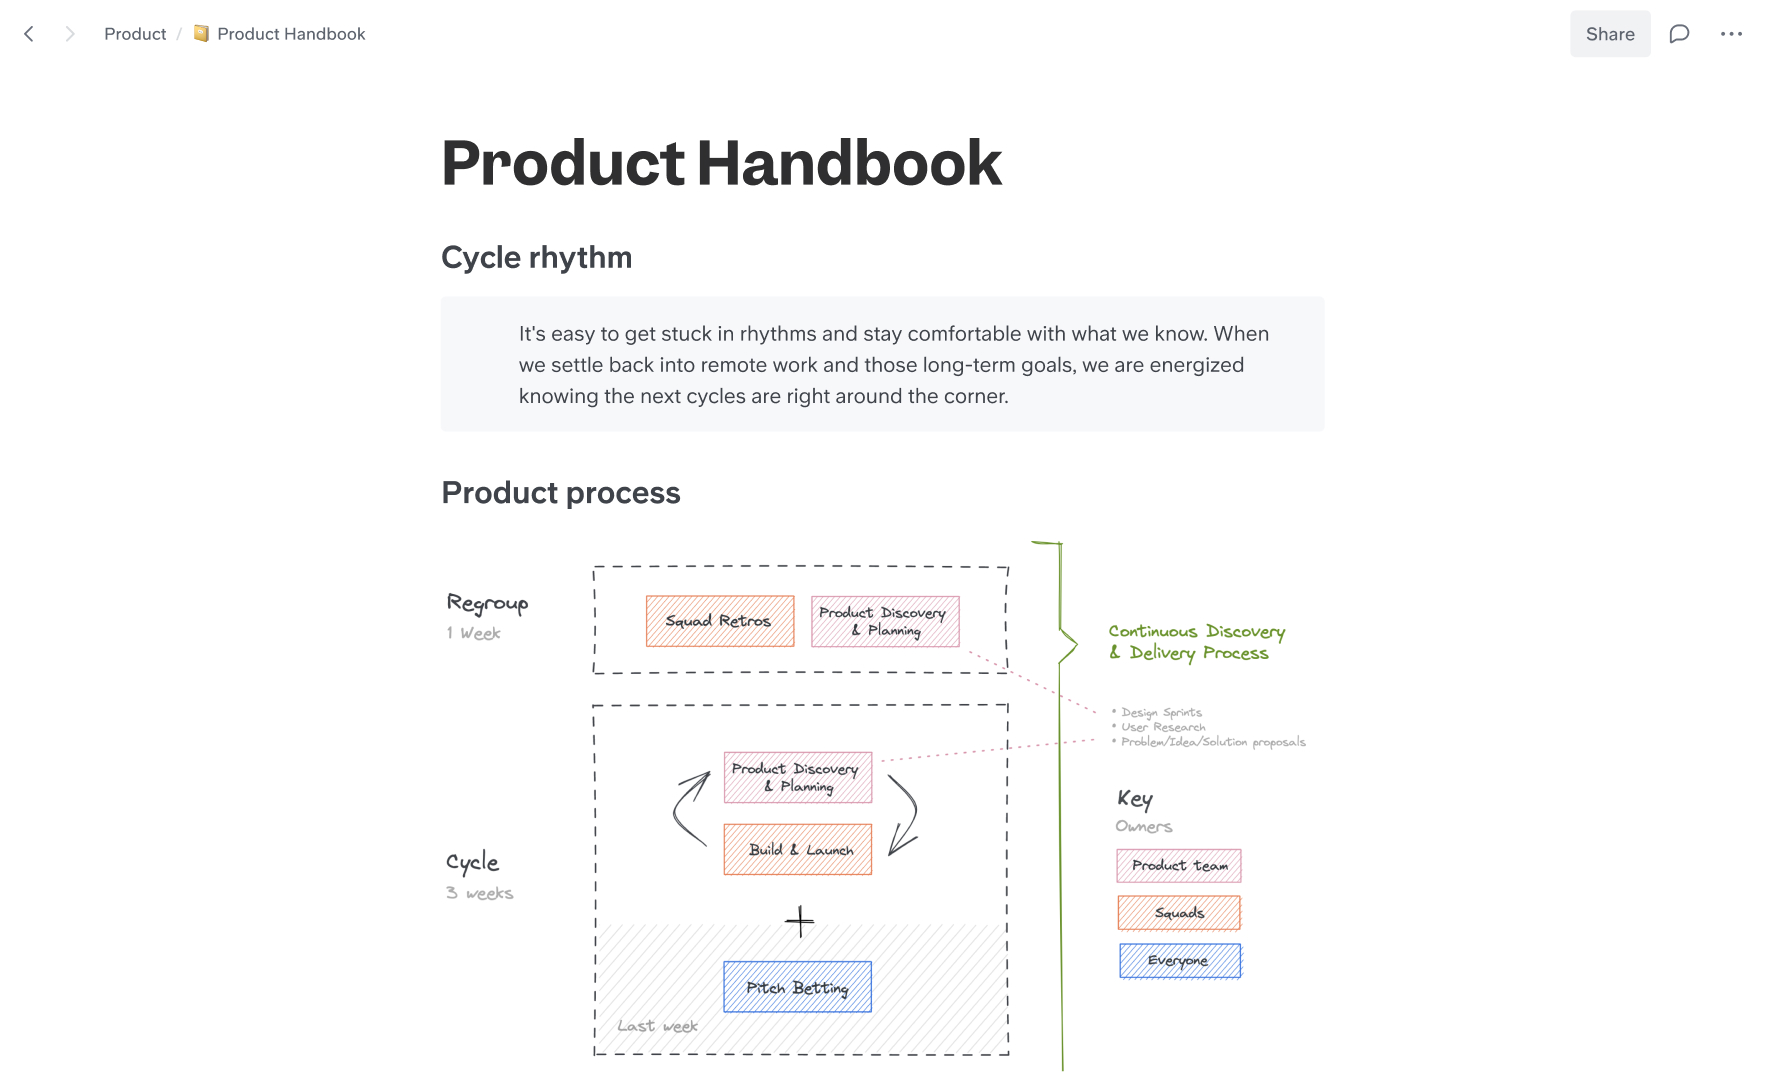 Product / Product Handbook
Share
Product Handbook
Cycle rhythm
It's easy to get stuck in rhythms and stay comfortable with what we know. When
we settle back into remote work and those long-term goals, we are energized
knowing the next cycles are right around the corner.
Product process
Regroup
1 Week
Squad Retros
Product Discovery
& Planning
Continuous Discovery
& Delivery Process
• Design Sprints
• User Research
• Problem/Idea/Solution proposals
Cycle
3 weeks
Product Discovery
& Planning
Build & Launch
+
Pitch Betting
Last week
Key
Owners
Product team
Squads
Everyone